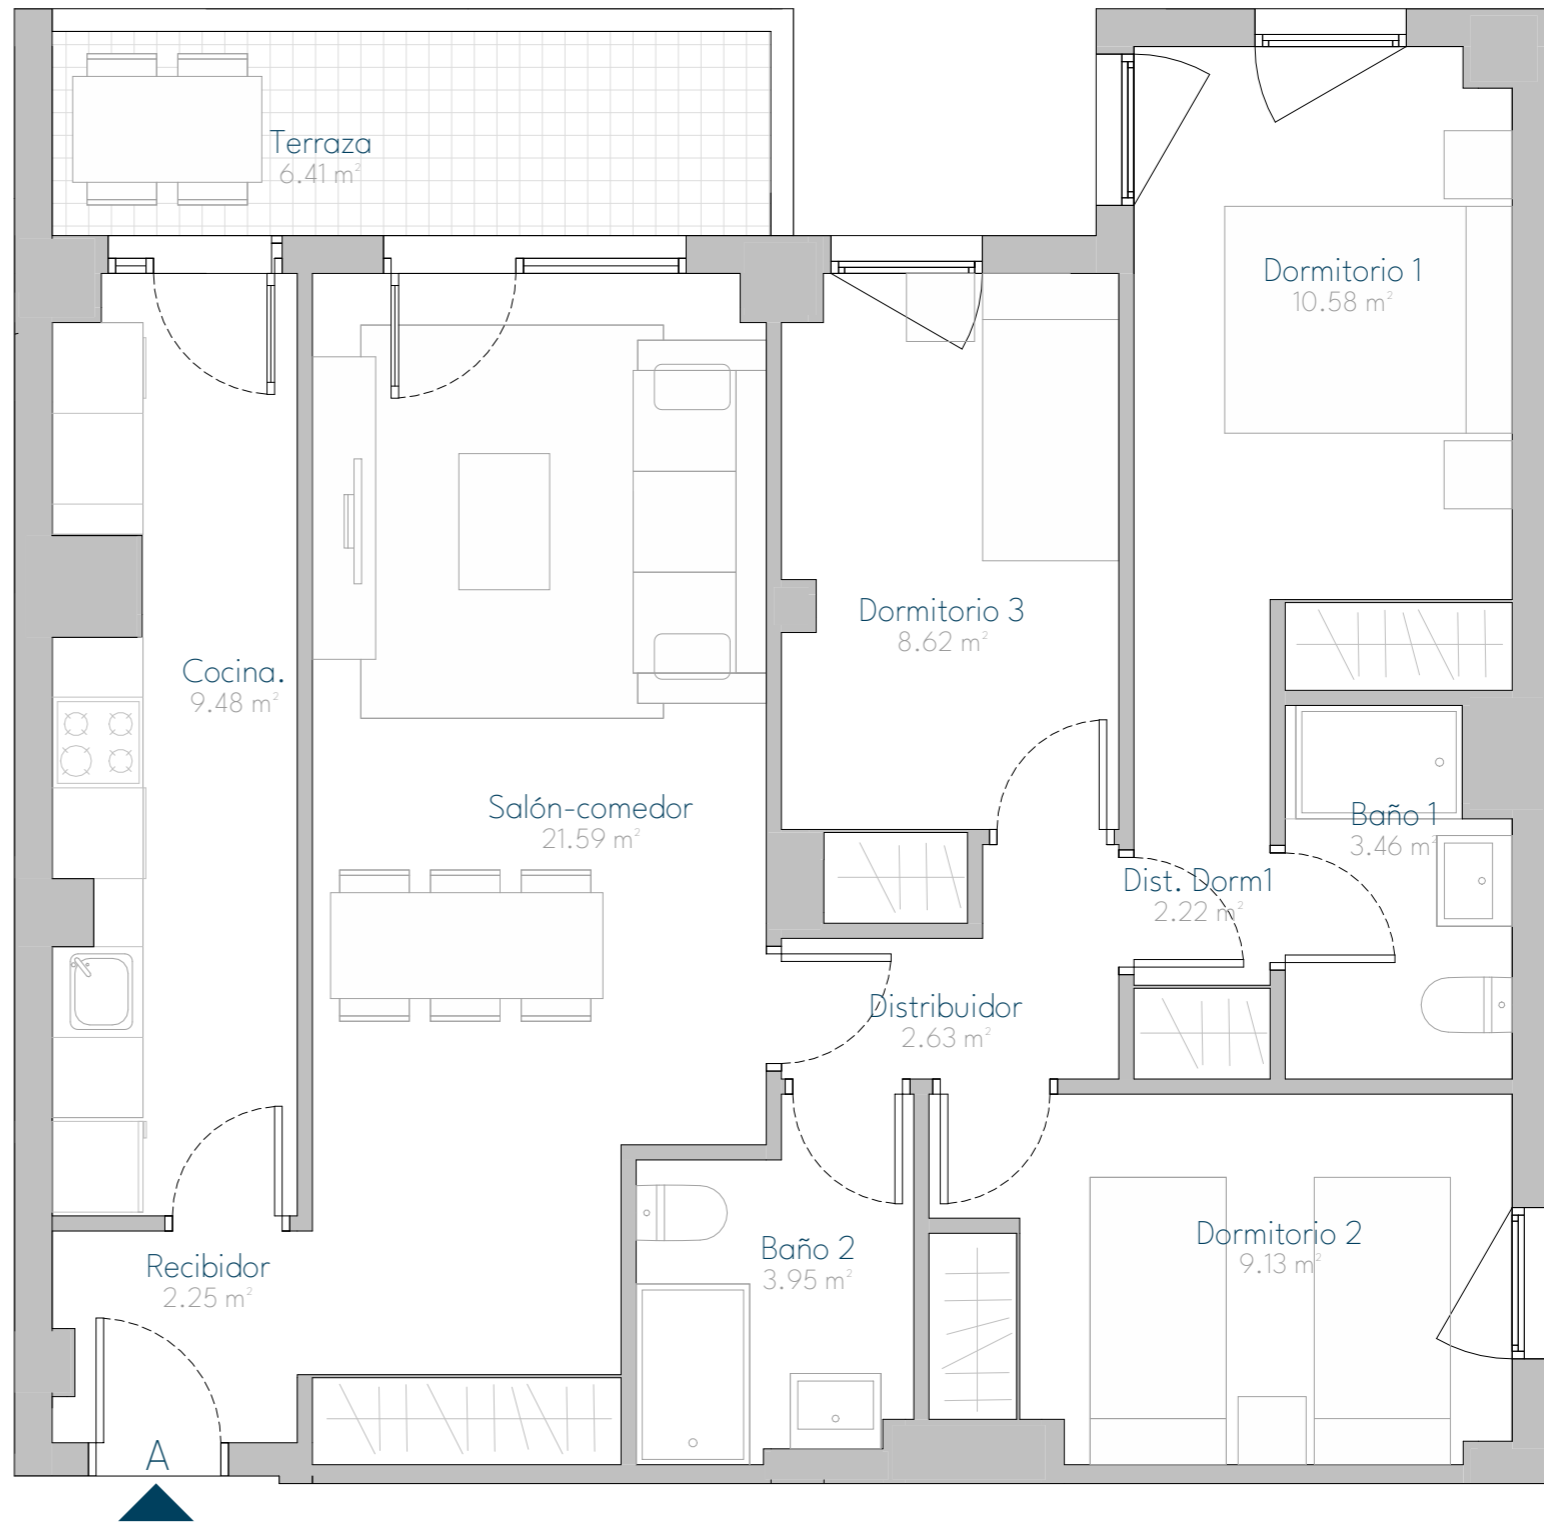 Terraza
6.41 m²
Dormitorio 1
10.58 m²
Dormitorio 3
8.62 m²
Cocina.
9.48 m²
Salón-comedor
21.59 m²
Baño 1
3.46 m²
Dist. Dorm1
2.22 m²
Distribuidor
2.63 m²
Dormitorio 2
9.13 m²
Baño 2
3.95 m²
Recibidor
2.25 m²
A